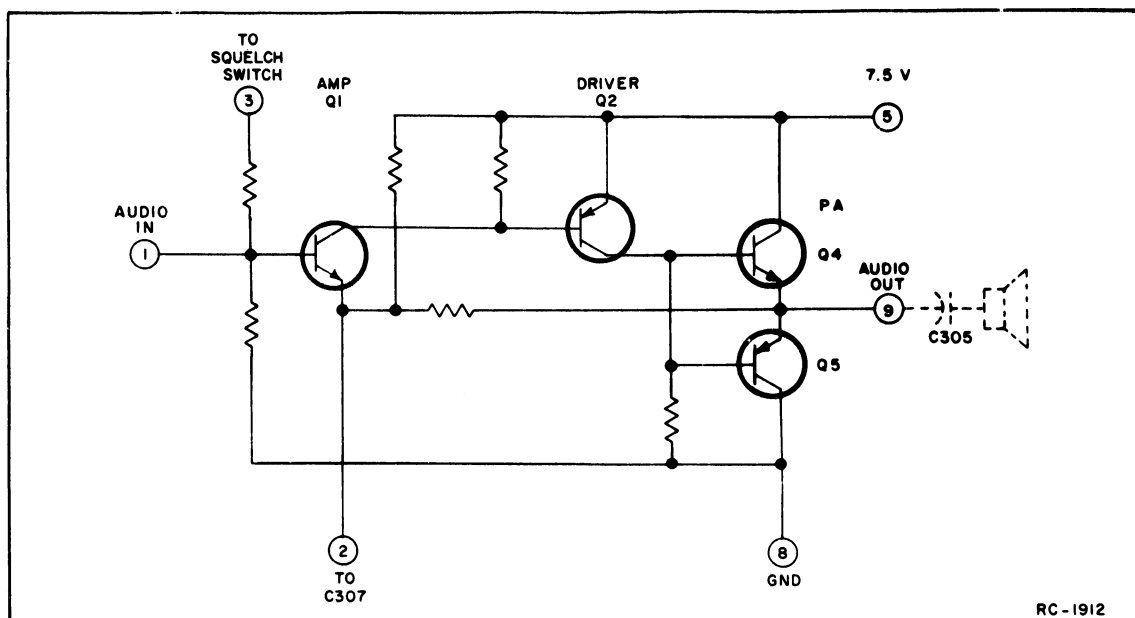 TO
SQUELCH
SWITCH
3
AMP
Q1
DRIVER
Q2
7.5 V
5
AUDIO
IN
1
PA
Q4
AUDIO
OUT
9
C305
Q5
2
TO
C307
8
GND
RC-1912